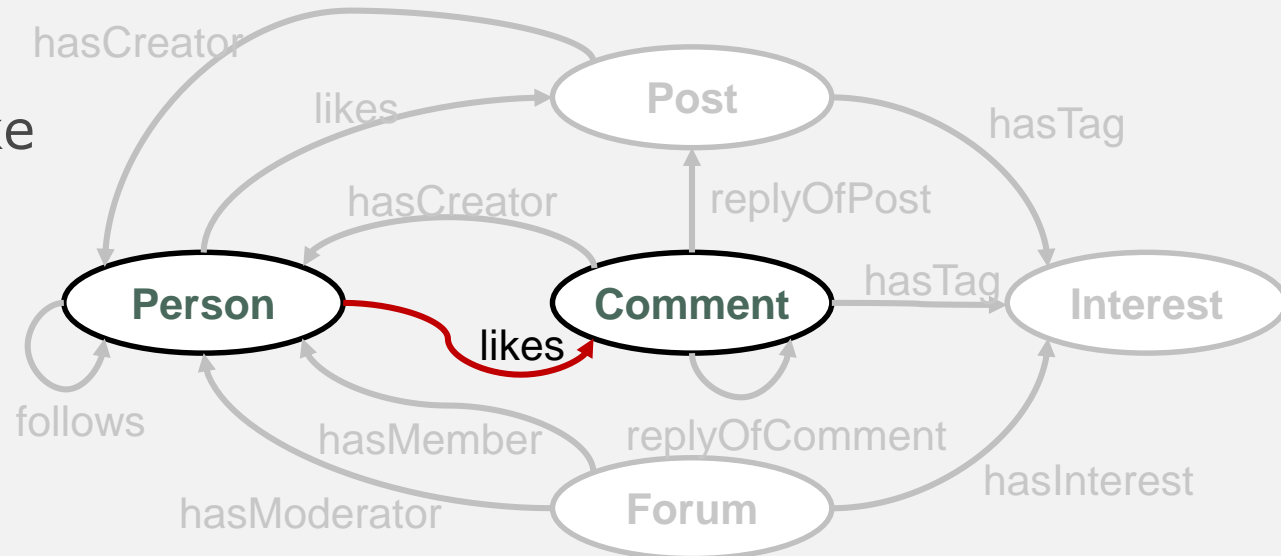 hasCreator
Post
likes
hasTag
hasCreator
replyOfPost
hasTag
Person
Comment
Interest
likes
follows
hasMember
replyOfComment
hasInterest
hasModerator
Forum